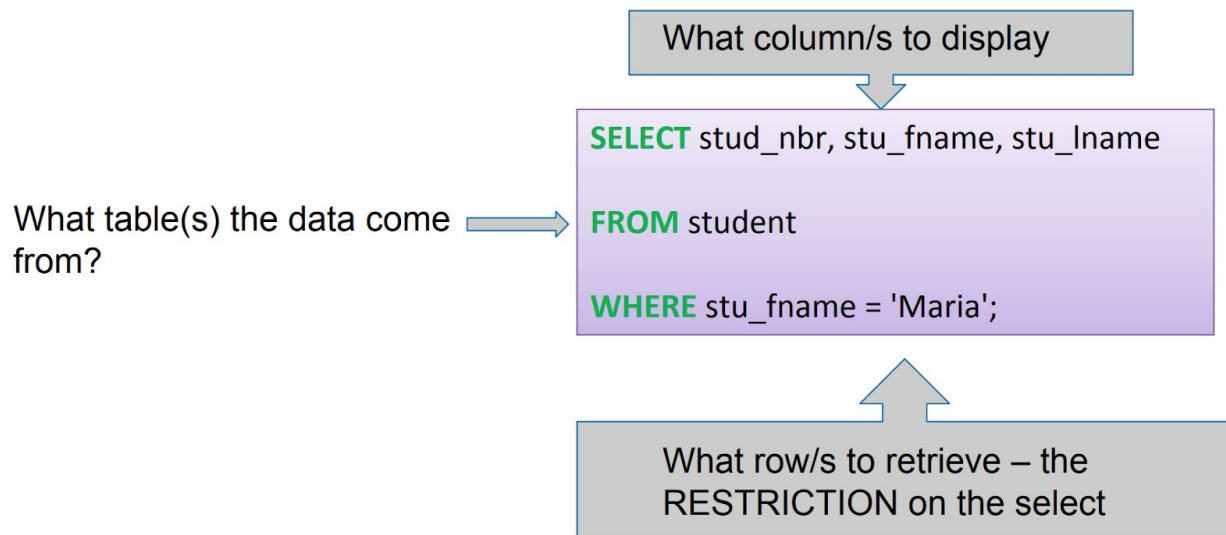 What column/s to display
SELECT stud_nbr, stu_fname, stu_lname
What table(s) the data come
from?
FROM student
WHERE stu_fname = 'Maria';
What row/s to retrieve – the
RESTRICTION on the select